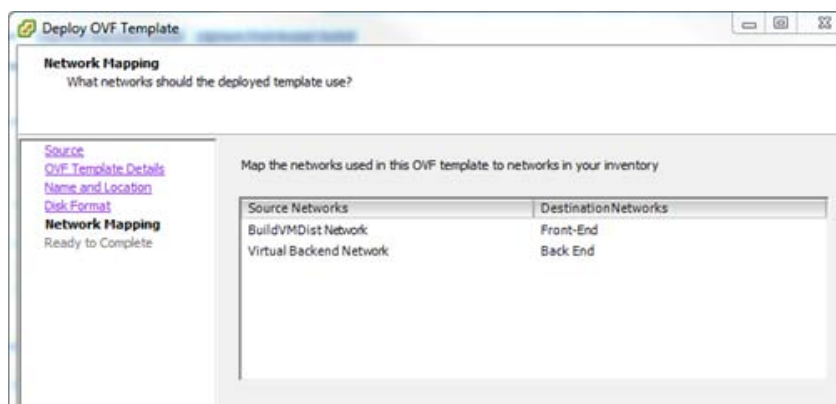 Deploy OVF Template
Network Mapping
What networks should the deployed template use?
Source
OVF Template Details
Name and Location
Disk Format
Network Mapping
Ready to Complete
Map the networks used in this OVF template to networks in your inventory
Source Networks DestinationNetworks
BuildVMDist Network Front-End
Virtual Backend Network Back End